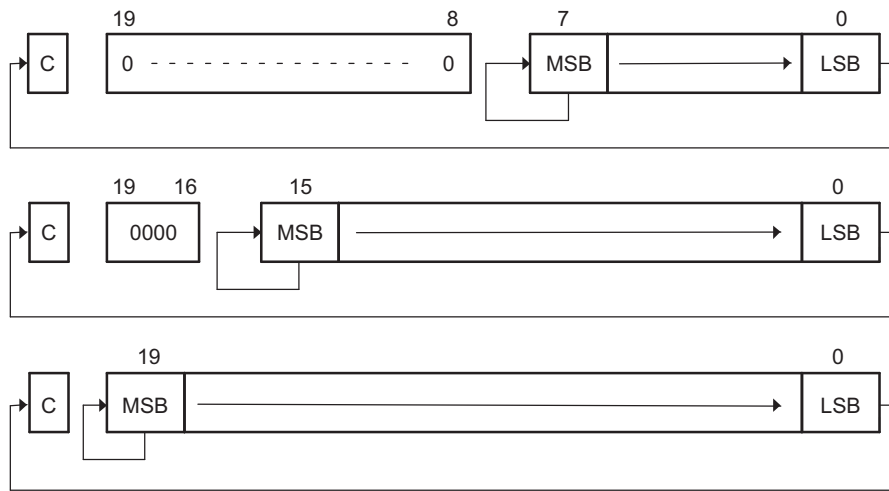 19 8 7 0
C 0 0 MSB LSB
19 16 15 0
C 0000 MSB LSB
19 0
C MSB LSB